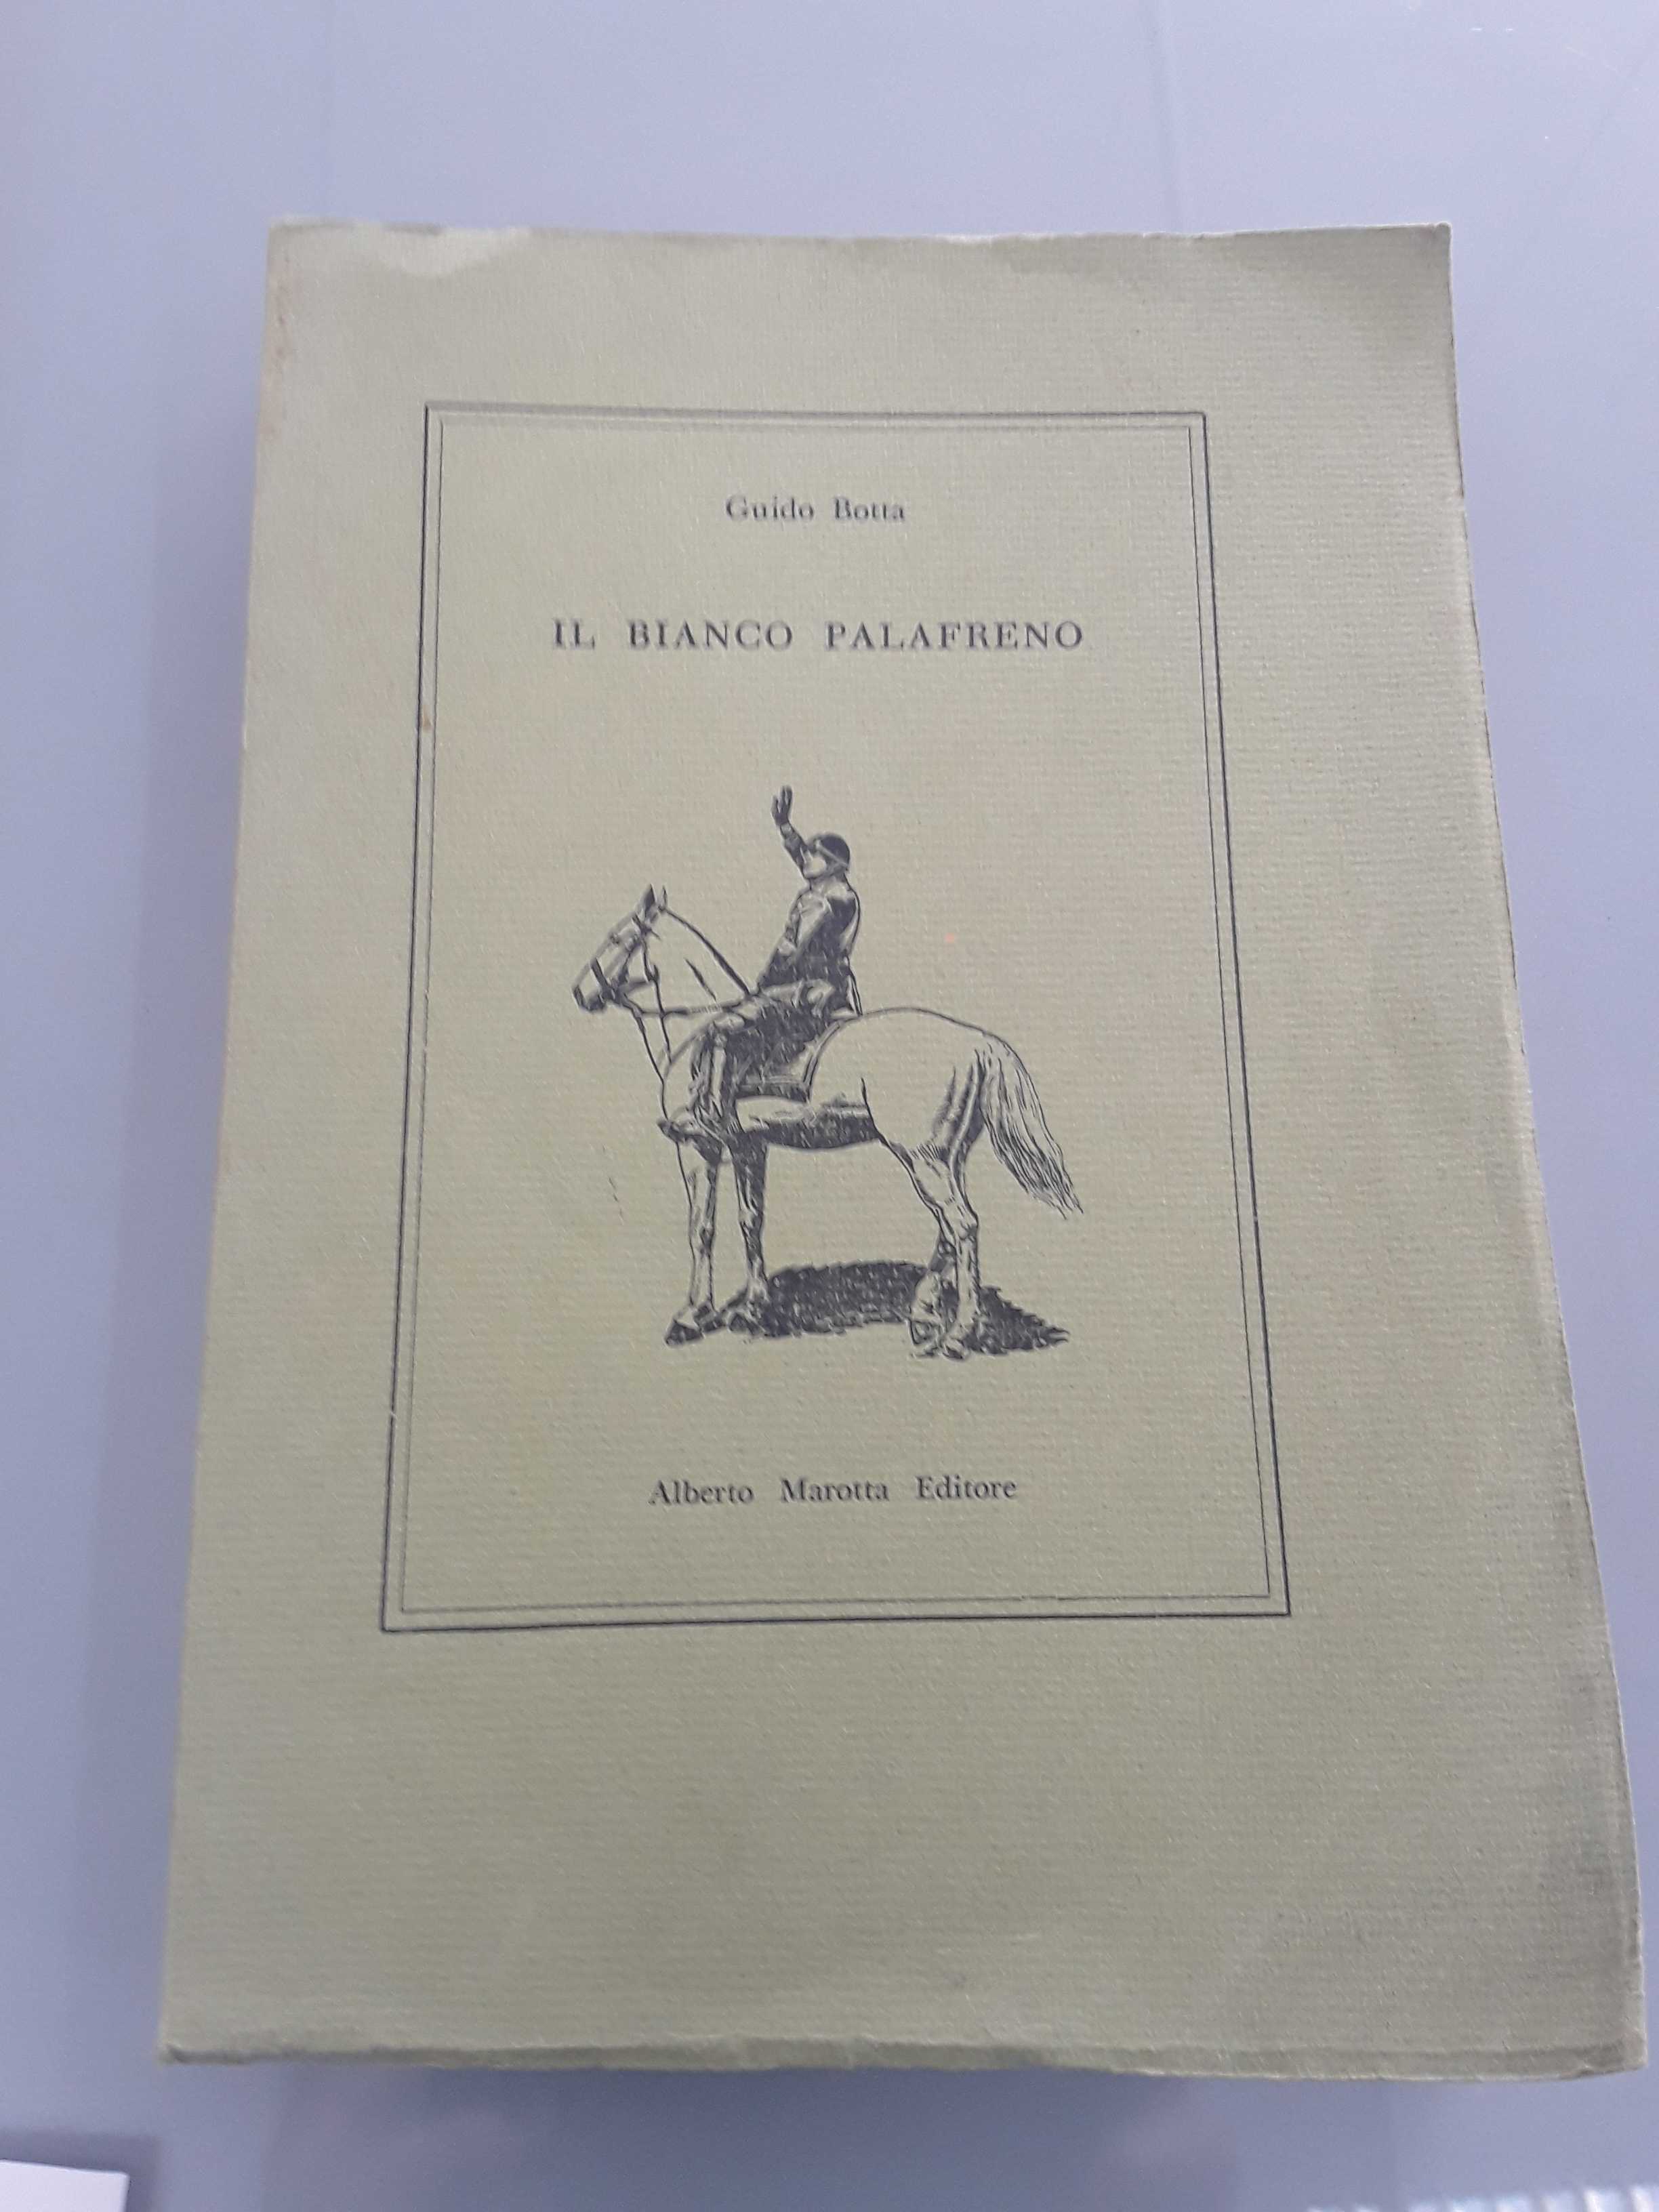 Guido Botta
IL BIANCO PALAFRENO
Alberto Marotta Editore